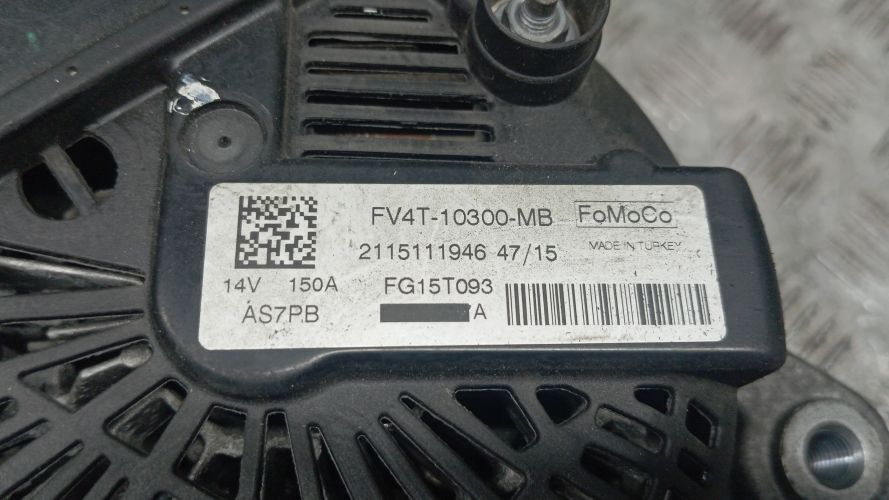 FV4T-10300-MB FoMoCo
2115111946 47/15 MADE IN TURKEY
14V 150A FG15T093
AS7PB A